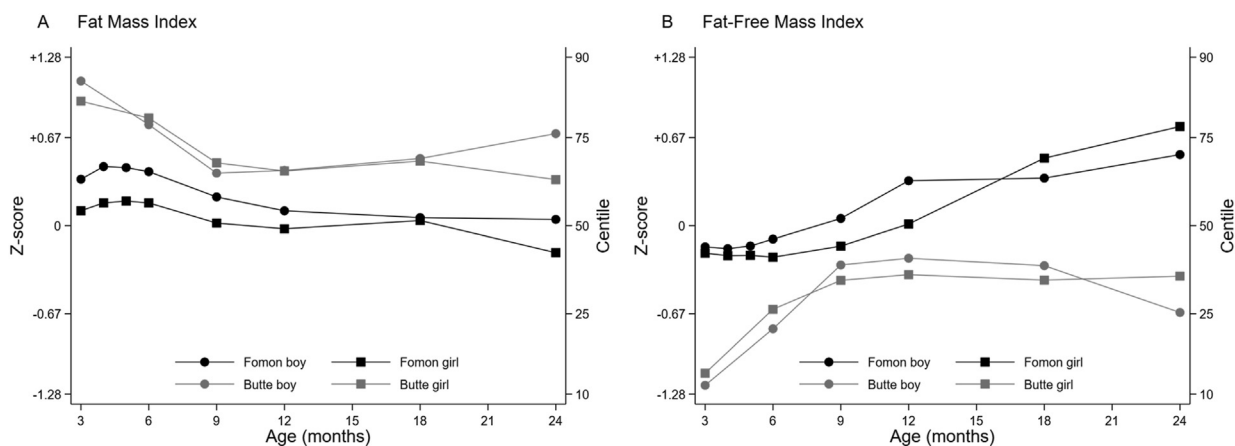 A Fat Mass Index
+1.28
+0.67
0
-0.67
-1.28
Z-score
90
75
50
25
10
Centile
Fomon boy
Fomon girl
Butte boy
Butte girl
3 6 9 12 15 18 21 24
Age (months)
B Fat-Free Mass Index
+1.28
+0.67
0
-0.67
-1.28
Z-score
90
75
50
25
10
Centile
Fomon boy
Fomon girl
Butte boy
Butte girl
3 6 9 12 15 18 21 24
Age (months)